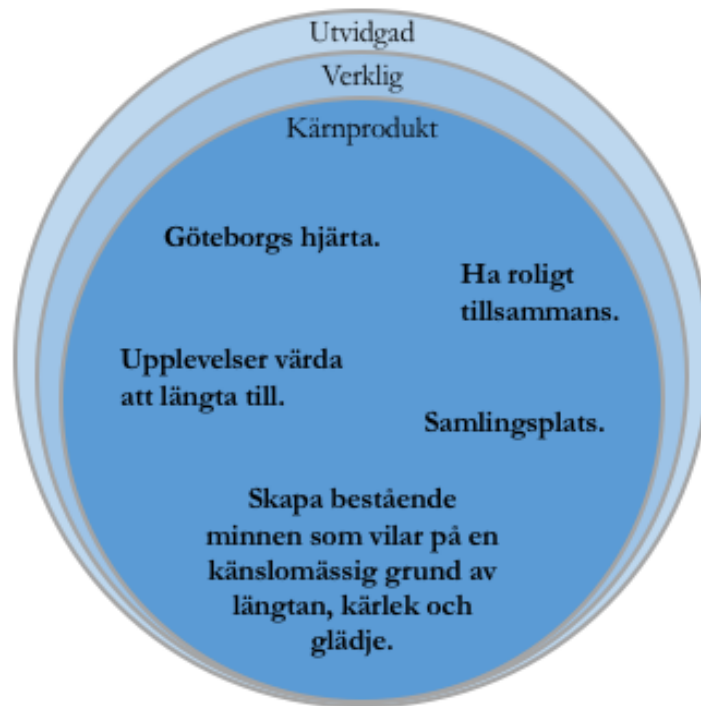 Utvidgad
Verklig
Kärnprodukt
Göteborgs hjärta.
Ha roligt
tillsammans.
Upplevelser värda
att längta till.
Samlingsplats.
Skapa bestående
minnen som vilar på en
känslomässig grund av
längtan, kärlek och
glädje.